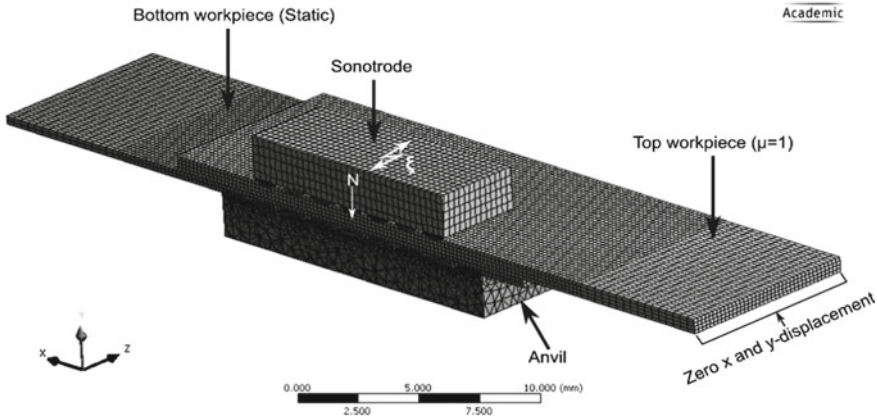 Academic
Bottom workpiece (Static)
Sonotrode
Top workpiece (μ=1)
ξ
N
Zero x and y-displacement
Anvil
Y
X
Z
0.000 5.000 10.000 (mm)
2.500 7.500